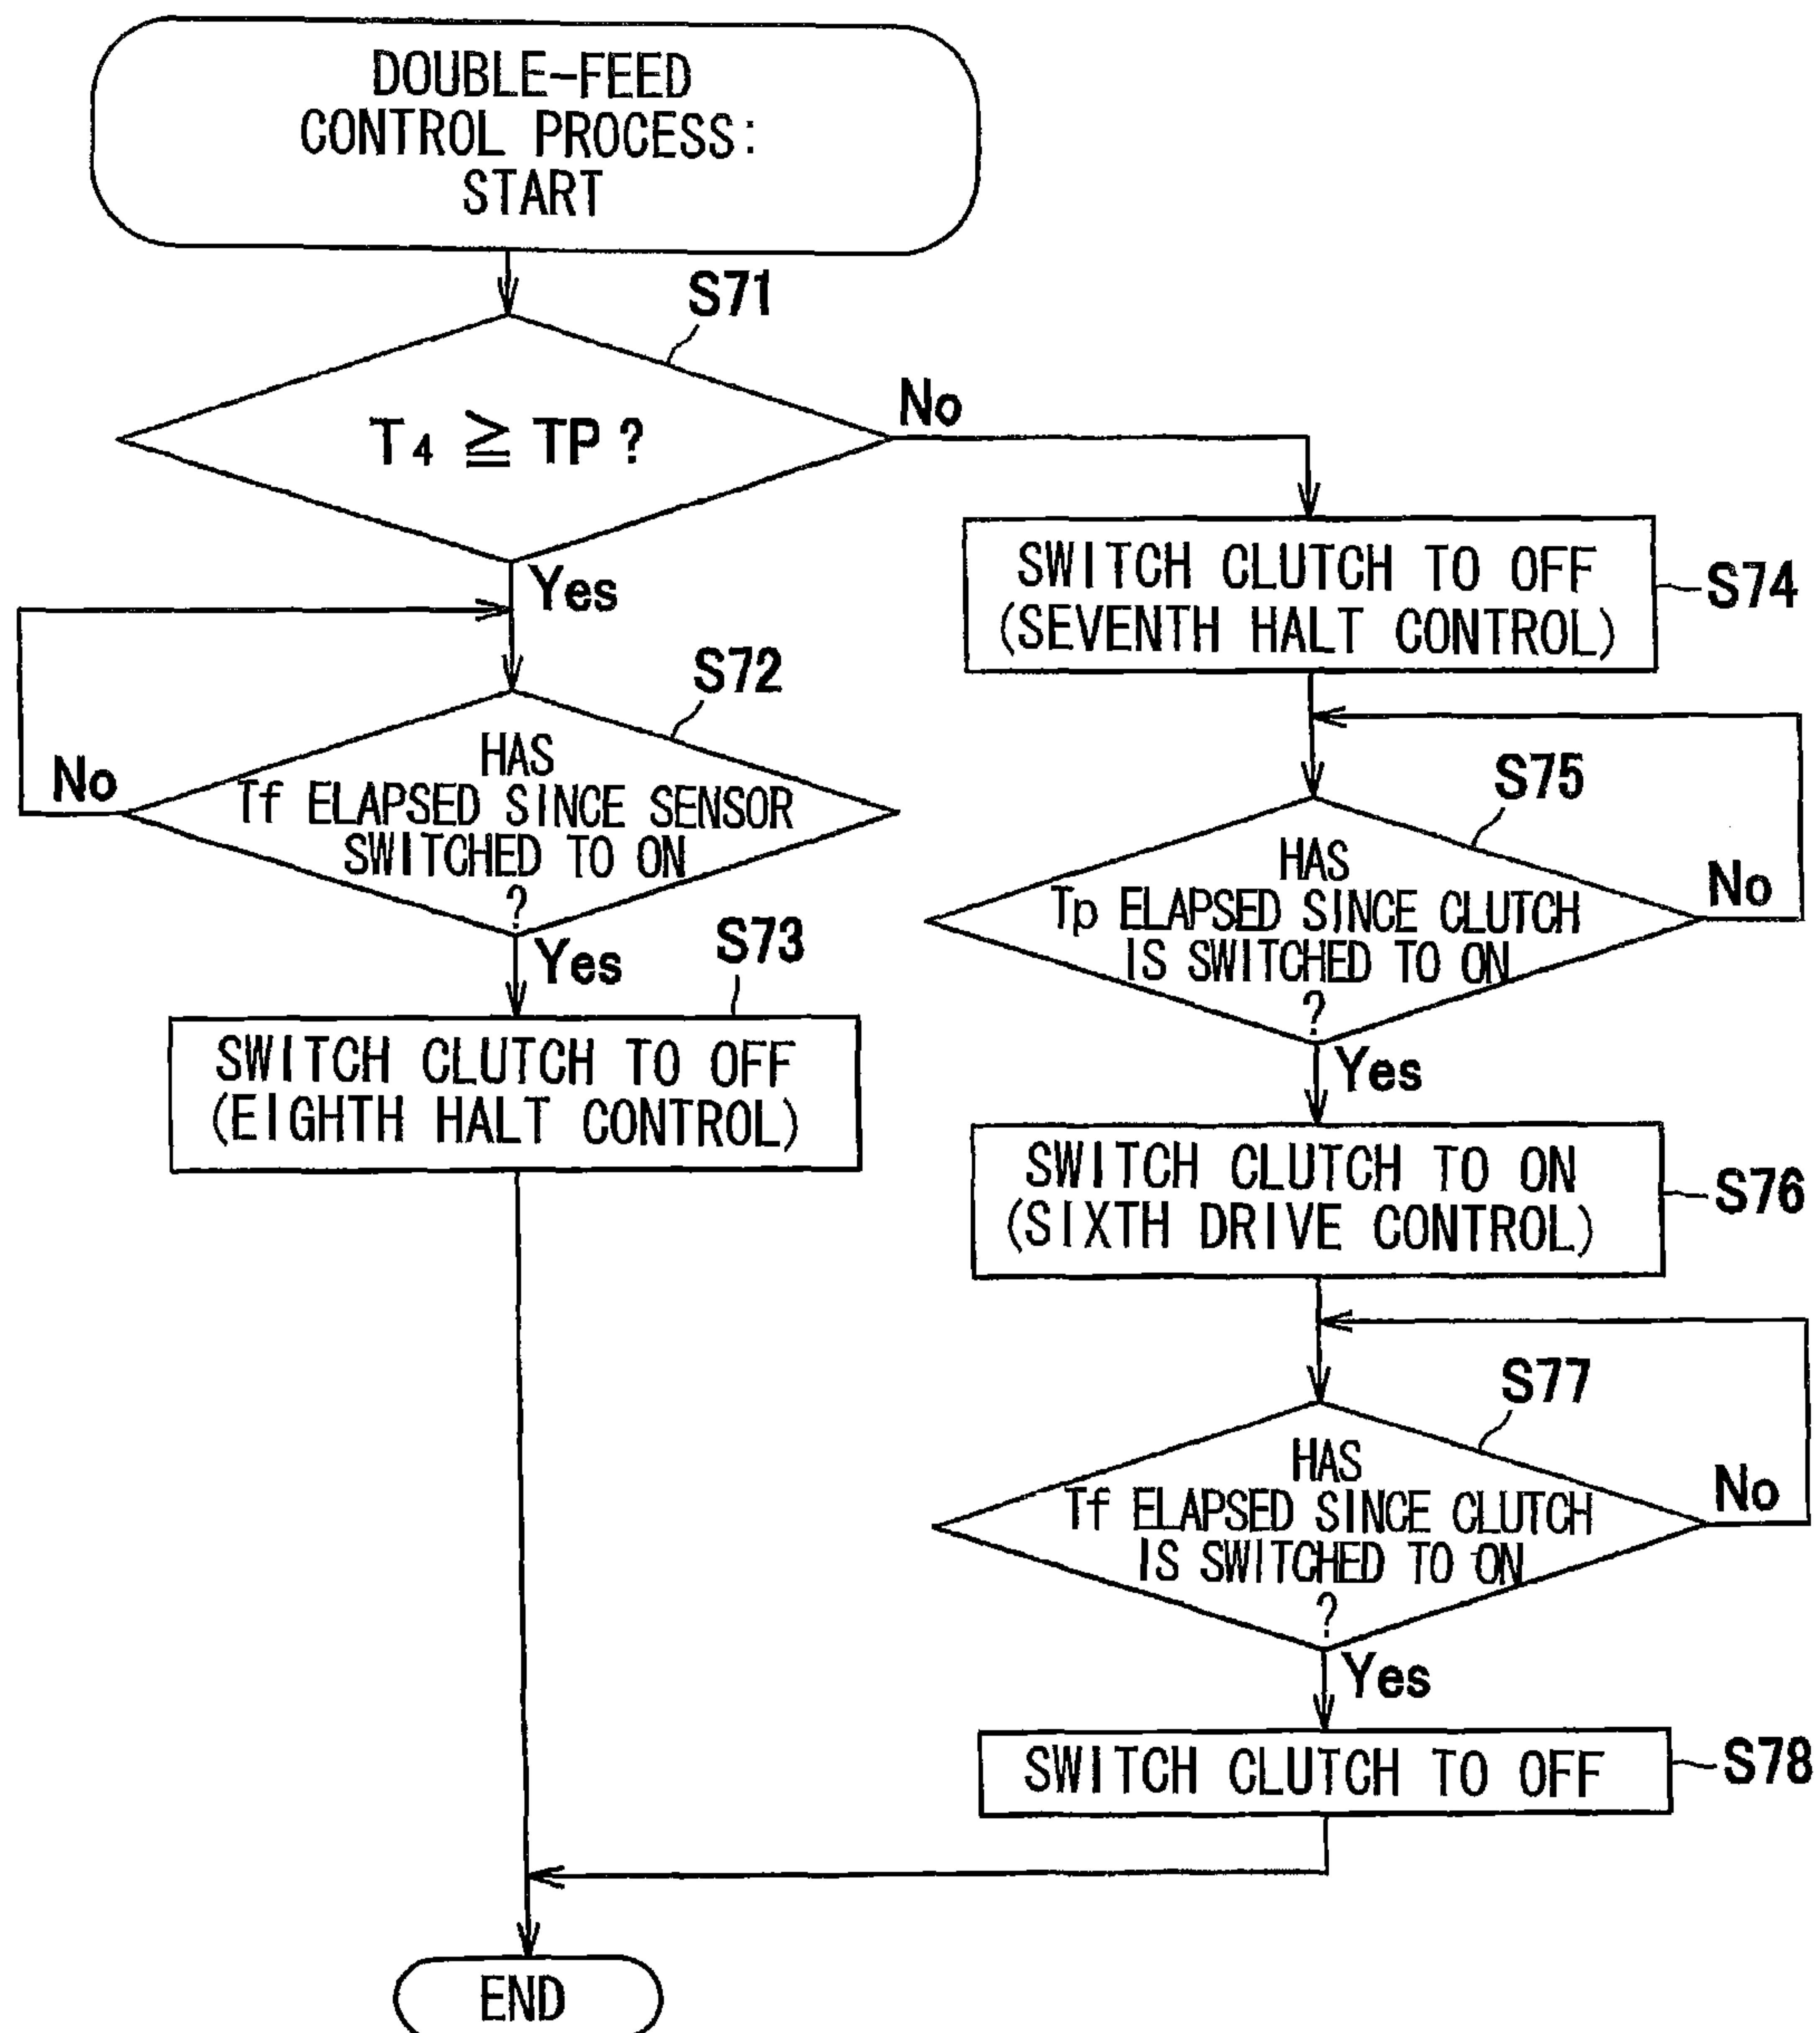 DOUBLE-FEED
CONTROL PROCESS:
START
S71
T4 ≧ TP ?
No
Yes
S72
HAS
Tf ELAPSED SINCE SENSOR
SWITCHED TO ON
?
No
Yes
S73
SWITCH CLUTCH TO OFF
(EIGHTH HALT CONTROL)
SWITCH CLUTCH TO OFF
(SEVENTH HALT CONTROL)
S74
S75
HAS
Tp ELAPSED SINCE CLUTCH
IS SWITCHED TO ON
?
No
Yes
SWITCH CLUTCH TO ON
(SIXTH DRIVE CONTROL)
S76
S77
HAS
Tf ELAPSED SINCE CLUTCH
IS SWITCHED TO ON
?
No
Yes
SWITCH CLUTCH TO OFF
S78
END